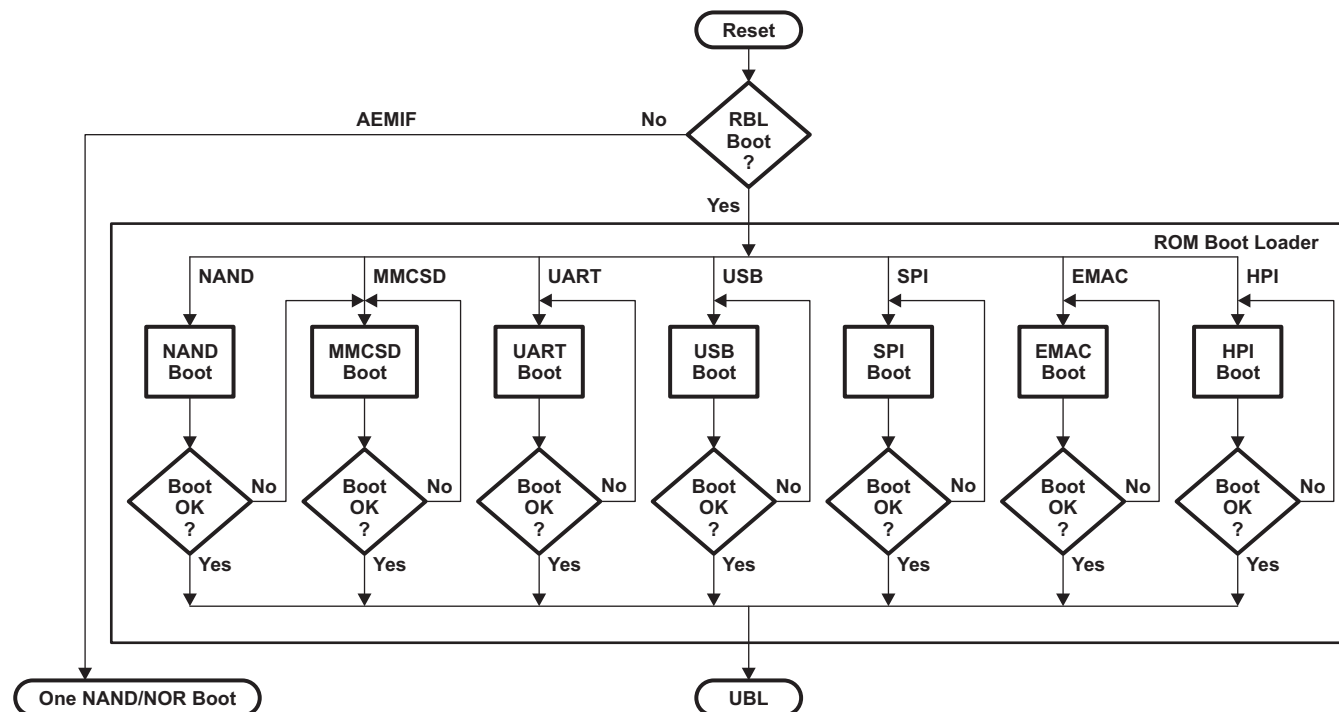 Reset
AEMIF
No
RBL
Boot
?
Yes
ROM Boot Loader
NAND
MMCSD
UART
USB
SPI
EMAC
HPI
NAND
Boot
MMCSD
Boot
UART
Boot
USB
Boot
SPI
Boot
EMAC
Boot
HPI
Boot
Boot
OK
?
No
Boot
OK
?
No
Boot
OK
?
No
Boot
OK
?
No
Boot
OK
?
No
Boot
OK
?
No
Boot
OK
?
No
Yes
Yes
Yes
Yes
Yes
Yes
Yes
One NAND/NOR Boot
UBL